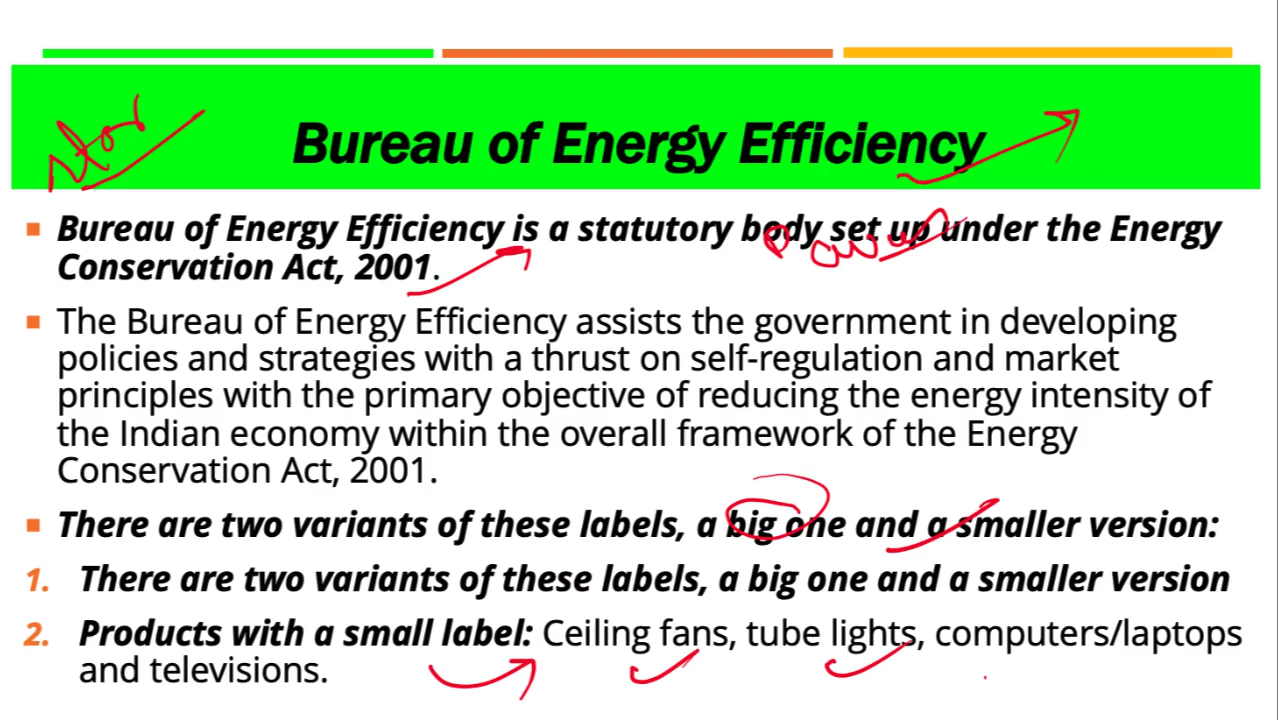 Bureau of Energy Efficiency
▪ Bureau of Energy Efficiency is a statutory body set up under the Energy
Conservation Act, 2001.
▪ The Bureau of Energy Efficiency assists the government in developing
policies and strategies with a thrust on self-regulation and market
principles with the primary objective of reducing the energy intensity of
the Indian economy within the overall framework of the Energy
Conservation Act, 2001.
▪ There are two variants of these labels, a big one and a smaller version:
1. There are two variants of these labels, a big one and a smaller version
2. Products with a small label: Ceiling fans, tube lights, computers/laptops
and televisions.